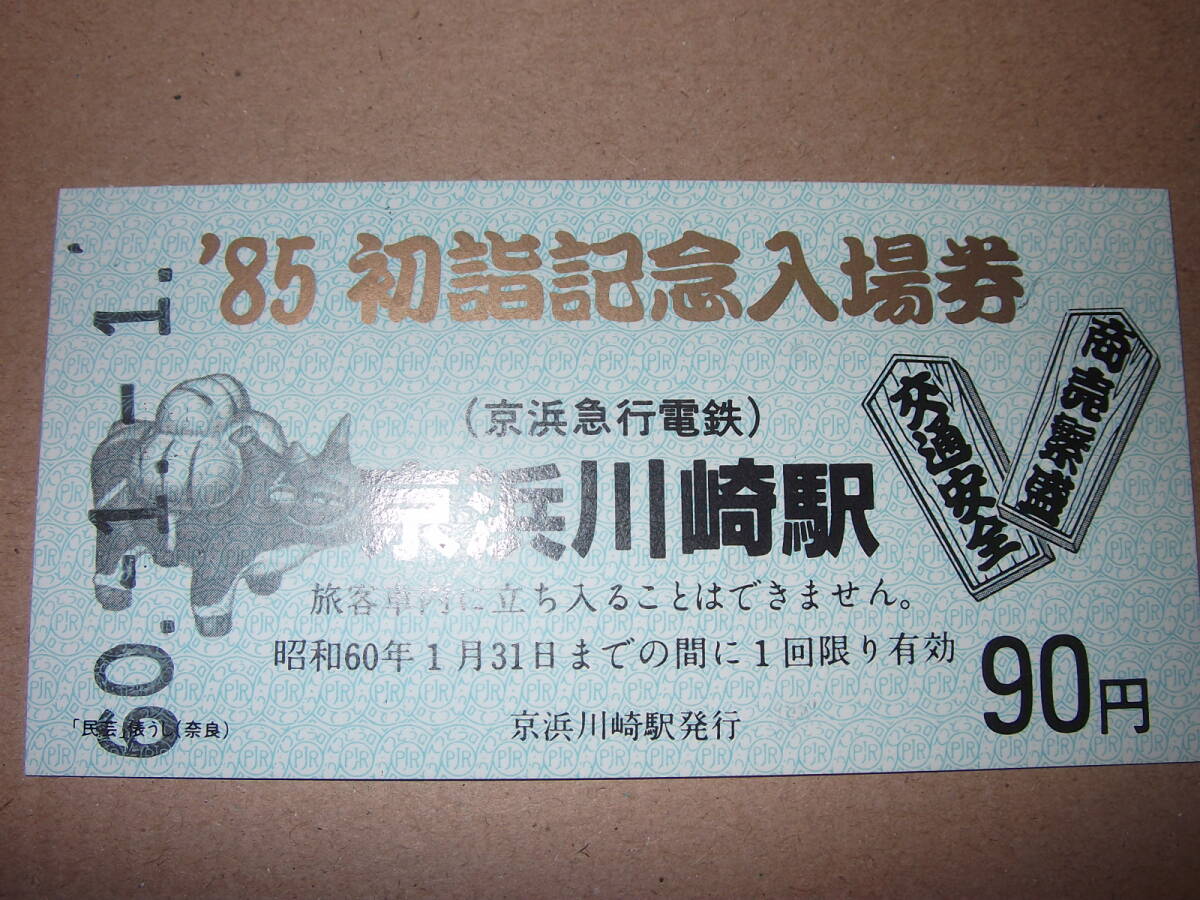 '85 初詣記念入場券
(京浜急行電鉄)
京浜川崎駅
交通安全
商売繁盛
旅客車内に立ち入ることはできません。
昭和60年1月31日までの間に1回限り有効
90円
京浜川崎駅発行
「民芸」俵うし(奈良)
60.-1.-1.